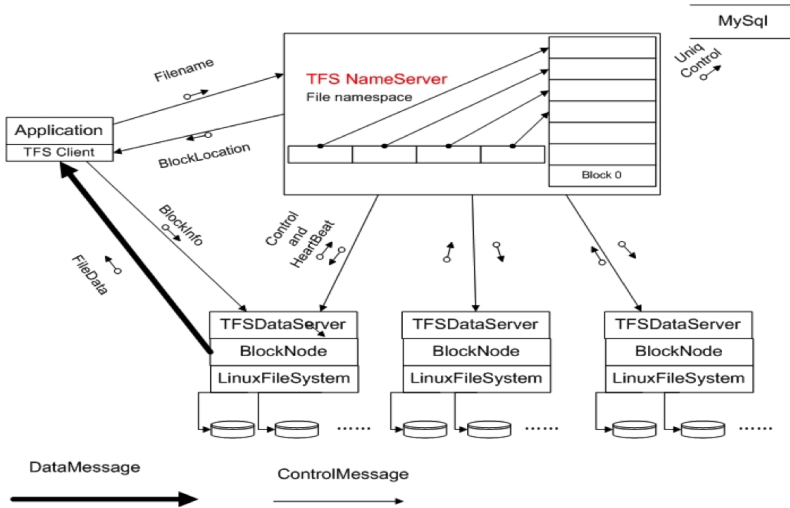 MySql
Uniq
Control
Filename
TFS NameServer
File namespace
Application
TFS Client
BlockLocation
Block 0
BlockInfo
Control
and
HeartBeat
FileData
TFSDataServer
BlockNode
LinuxFileSystem
......
TFSDataServer
BlockNode
LinuxFileSystem
......
TFSDataServer
BlockNode
LinuxFileSystem
......
DataMessage
ControlMessage